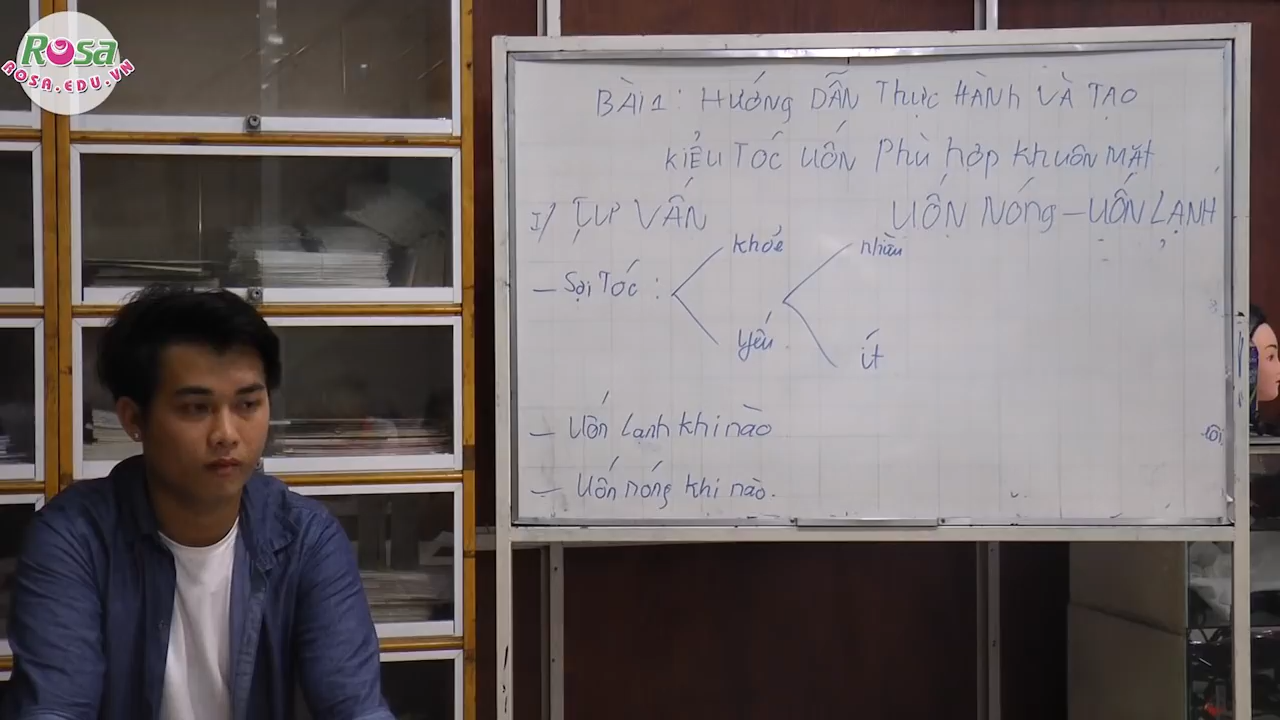 Rosa
ROSA.EDU.VN
BÀI 1: HƯỚNG DẪN THỰC HÀNH VÀ TẠO
KIỂU TÓC UỐN PHÙ HỢP KHUÔN MẶT
I/ TƯ VẤN UỐN NÓNG – UỐN LẠNH
– Sợi TÓC :
khỏe
yếu
nhiều
ít
– Uốn Lạnh khi nào
– Uốn nóng khi nào.